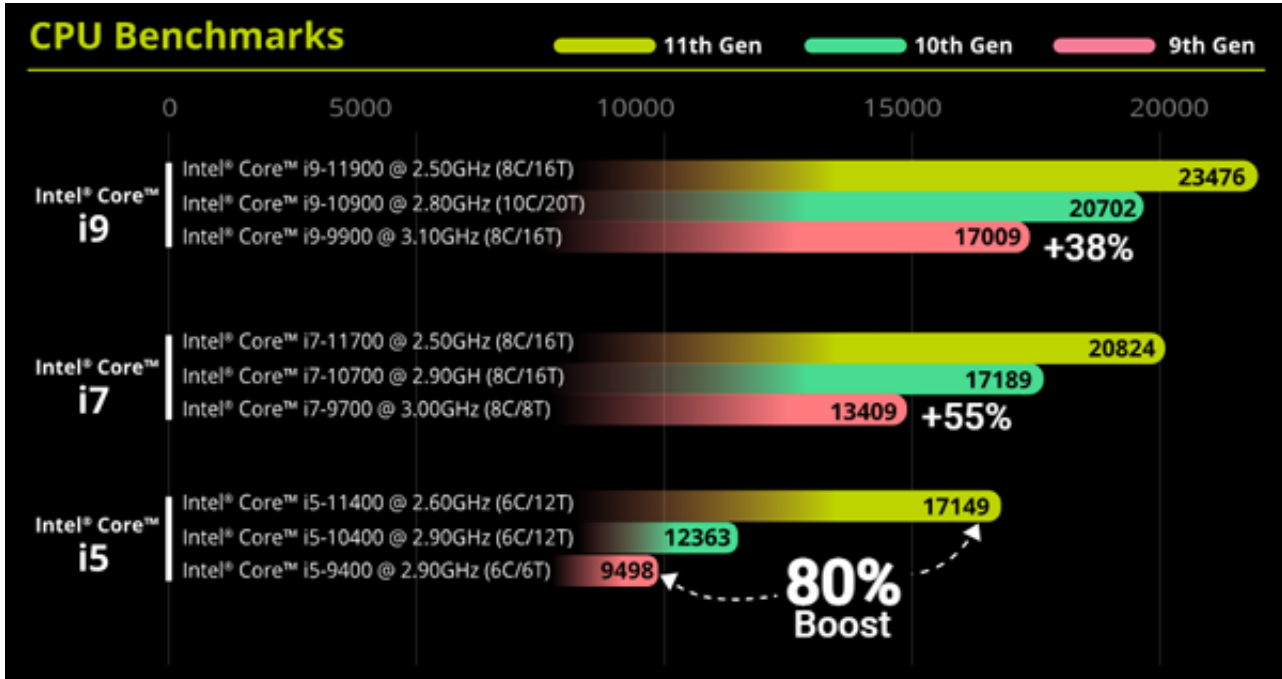 CPU Benchmarks
11th Gen 10th Gen 9th Gen
0 5000 10000 15000 20000
Intel® Core™ i9
Intel® Core™ i9-11900 @ 2.50GHz (8C/16T) 23476
Intel® Core™ i9-10900 @ 2.80GHz (10C/20T) 20702
Intel® Core™ i9-9900 @ 3.10GHz (8C/16T) 17009
+38%
Intel® Core™ i7
Intel® Core™ i7-11700 @ 2.50GHz (8C/16T) 20824
Intel® Core™ i7-10700 @ 2.90GH (8C/16T) 17189
Intel® Core™ i7-9700 @ 3.00GHz (8C/8T) 13409
+55%
Intel® Core™ i5
Intel® Core™ i5-11400 @ 2.60GHz (6C/12T) 17149
Intel® Core™ i5-10400 @ 2.90GHz (6C/12T) 12363
Intel® Core™ i5-9400 @ 2.90GHz (6C/6T) 9498
80%
Boost